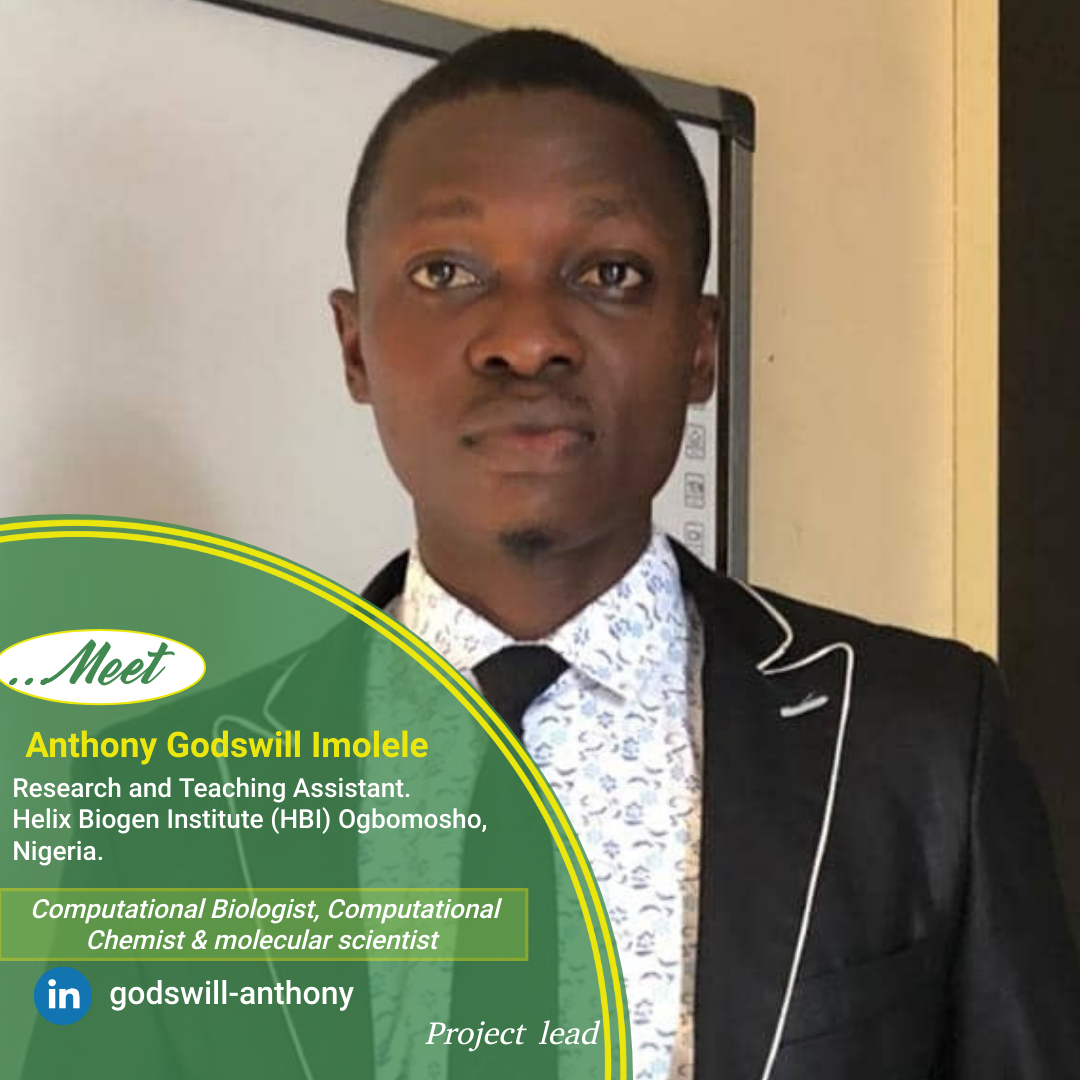 ...Meet
Anthony Godswill Imolele
Research and Teaching Assistant.
Helix Biogen Institute (HBI) Ogbomosho,
Nigeria.
Computational Biologist, Computational
Chemist & molecular scientist
in godswill-anthony
Project lead